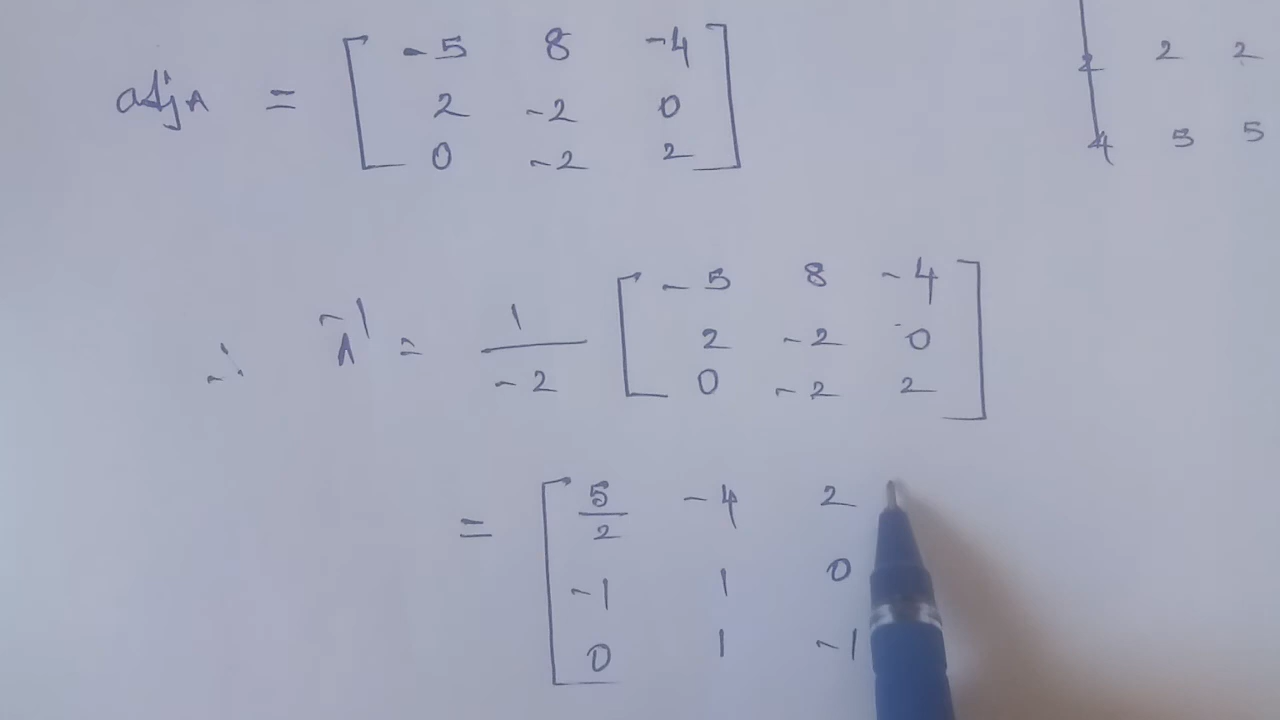 adj A = [ -5 8 -4
2 -2 0
0 -2 2 ]
2 2 2
4 5 5
∴ A⁻¹ = 1/-2 [ -5 8 -4
2 -2 0
0 -2 2 ]
= [ 5/2 -4 2
-1 1 0
0 1 -1